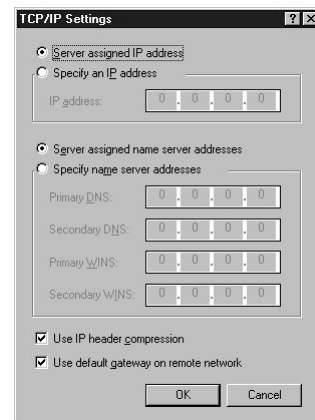 TCP/IP Settings
Server assigned IP address
Specify an IP address
IP address: 0 . 0 . 0 . 0
Server assigned name server addresses
Specify name server addresses
Primary DNS: 0 . 0 . 0 . 0
Secondary DNS: 0 . 0 . 0 . 0
Primary WINS: 0 . 0 . 0 . 0
Secondary WINS: 0 . 0 . 0 . 0
Use IP header compression
Use default gateway on remote network
OK Cancel